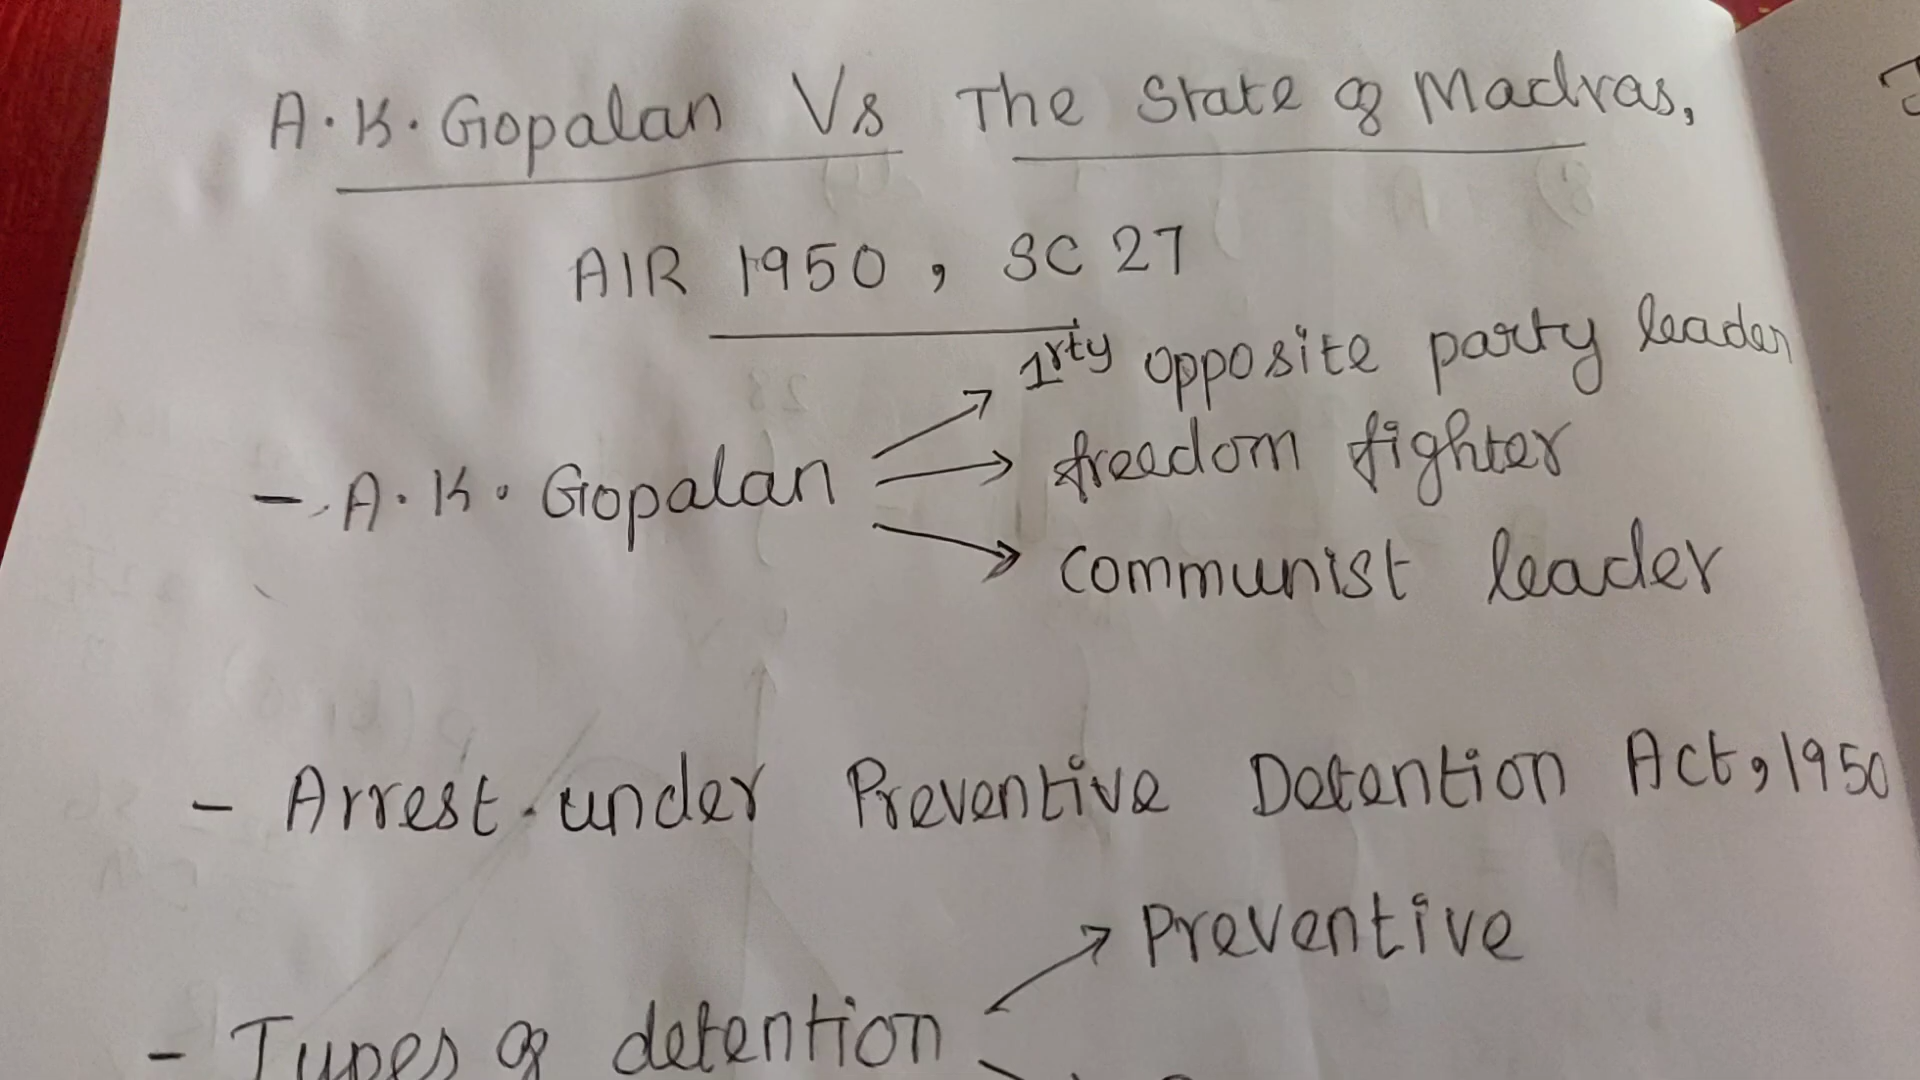 A.K. Gopalan Vs The State of Madras,
AIR 1950, SC 27
- A.K. Gopalan → 1rty opposite party leader
→ freedom fighter
→ communist leader
- Arrest under Preventive Detention Act, 1950
- Types of detention → Preventive